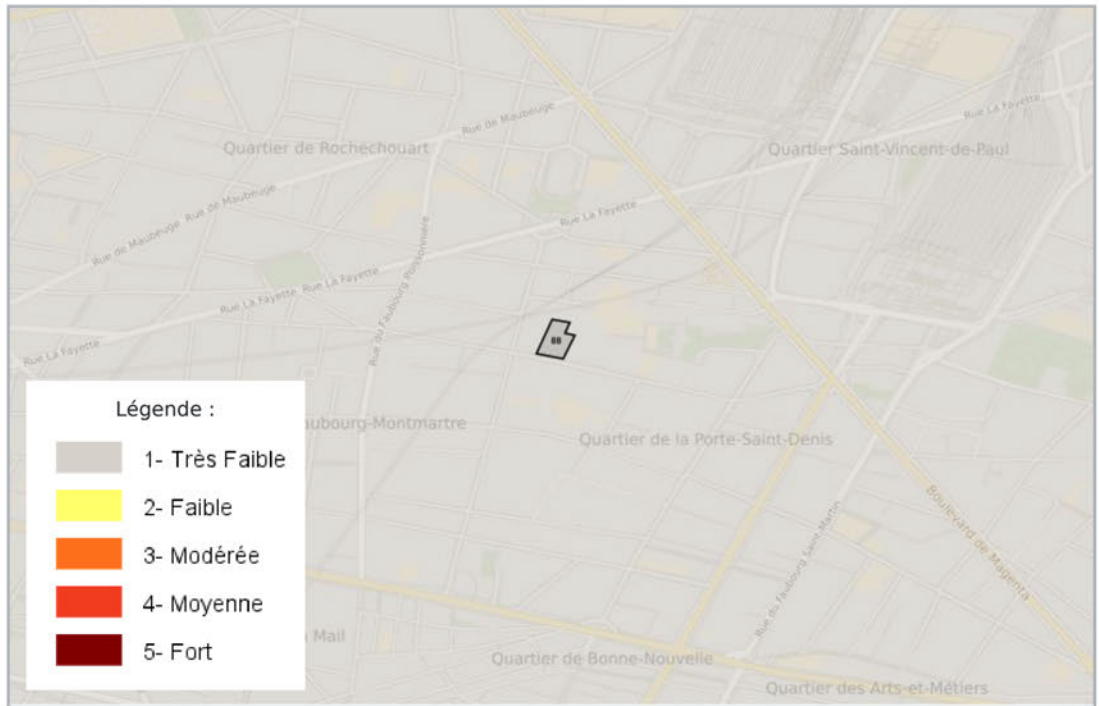 Rue de Maubeuge
Rue La Fayette
Quartier de Rochechouart
Quartier Saint-Vincent-de-Paul
Rue de Maubeuge Rue de Maubeuge
Rue La Fayette
Rue du Faubourg Poissonnière
Rue La Fayette Rue La Fayette
Rue La Fayette
Légende :
1- Très Faible
2- Faible
3- Modérée
4- Moyenne
5- Fort
aubourg-Montmartre
Quartier de la Porte-Saint-Denis
Boulevard de Magenta
Rue du Faubourg Saint-Martin
Mail
Quartier de Bonne-Nouvelle
Quartier des Arts-et-Métiers